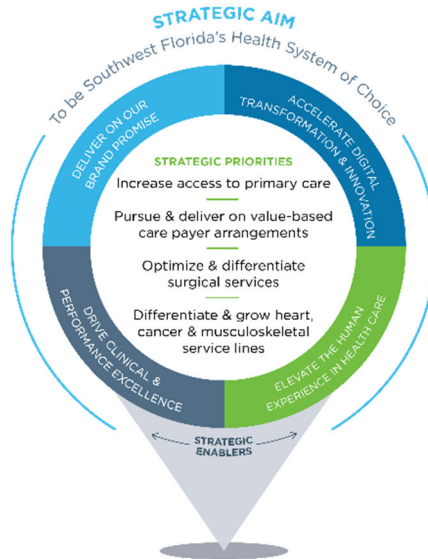 STRATEGIC AIM
To be Southwest Florida's Health System of Choice
DELIVER ON OUR
BRAND PROMISE
ACCELERATE DIGITAL
TRANSFORMATION & INNOVATION
STRATEGIC PRIORITIES
Increase access to primary care
Pursue & deliver on value-based
care payer arrangements
Optimize & differentiate
surgical services
Differentiate & grow heart,
cancer & musculoskeletal
service lines
DRIVE CLINICAL &
PERFORMANCE EXCELLENCE
ELEVATE THE HUMAN
EXPERIENCE IN HEALTH CARE
STRATEGIC
ENABLERS